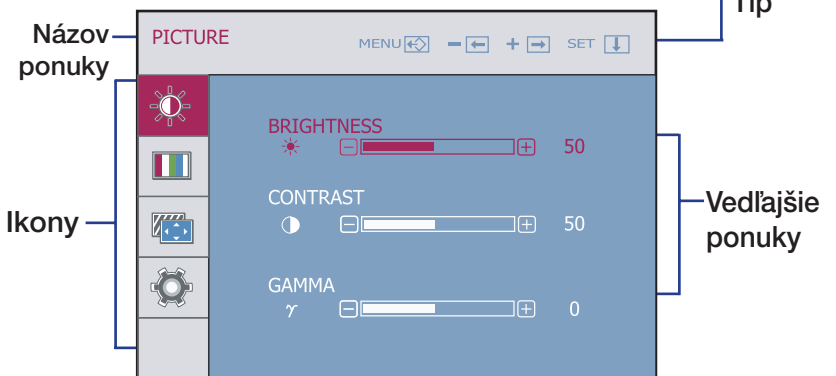 Tip
Názov
ponuky
PICTURE MENU SET
BRIGHTNESS
50
CONTRAST
50
GAMMA
γ 0
Ikony
Vedľajšie
ponuky